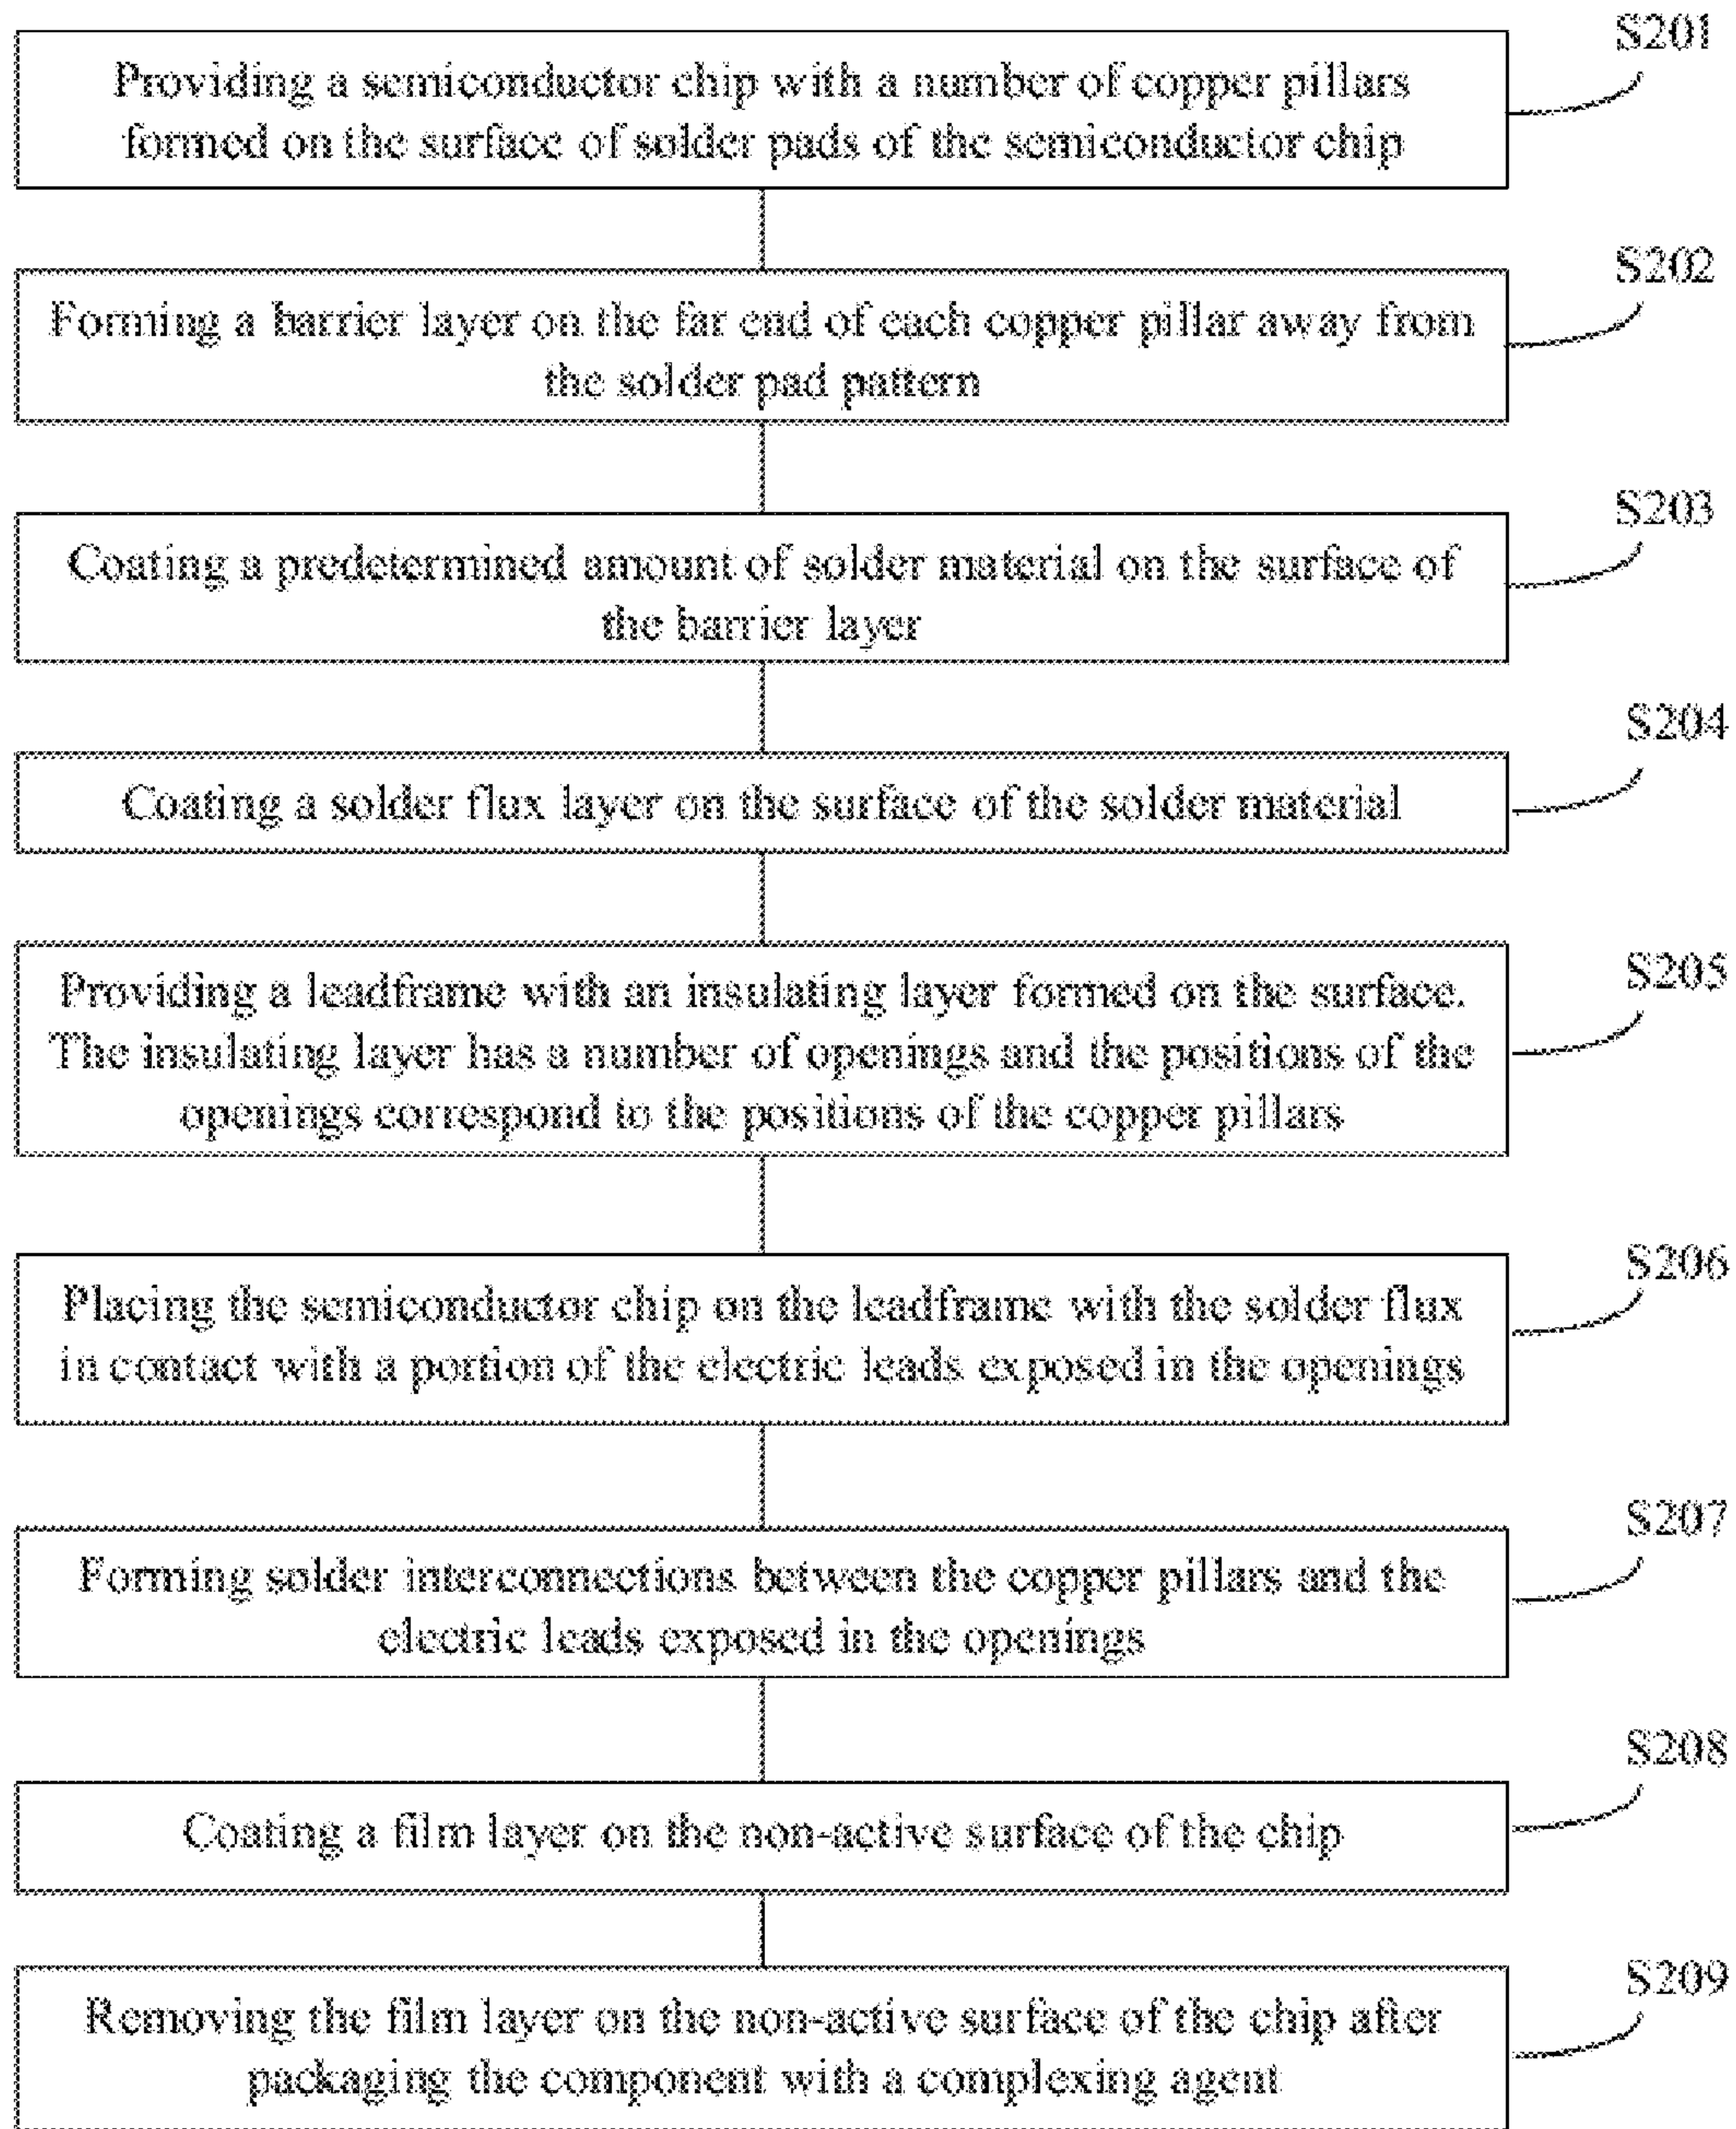 S201
Providing a semiconductor chip with a number of copper pillars
formed on the surface of solder pads of the semiconductor chip
S202
Forming a barrier layer on the far end of each copper pillar away from
the solder pad pattern
S203
Coating a predetermined amount of solder material on the surface of
the barrier layer
S204
Coating a solder flux layer on the surface of the solder material
S205
Providing a leadframe with an insulating layer formed on the surface.
The insulating layer has a number of openings and the positions of the
openings correspond to the positions of the copper pillars
S206
Placing the semiconductor chip on the leadframe with the solder flux
in contact with a portion of the electric leads exposed in the openings
S207
Forming solder interconnections between the copper pillars and the
electric leads exposed in the openings
S208
Coating a film layer on the non-active surface of the chip
S209
Removing the film layer on the non-active surface of the chip after
packaging the component with a complexing agent